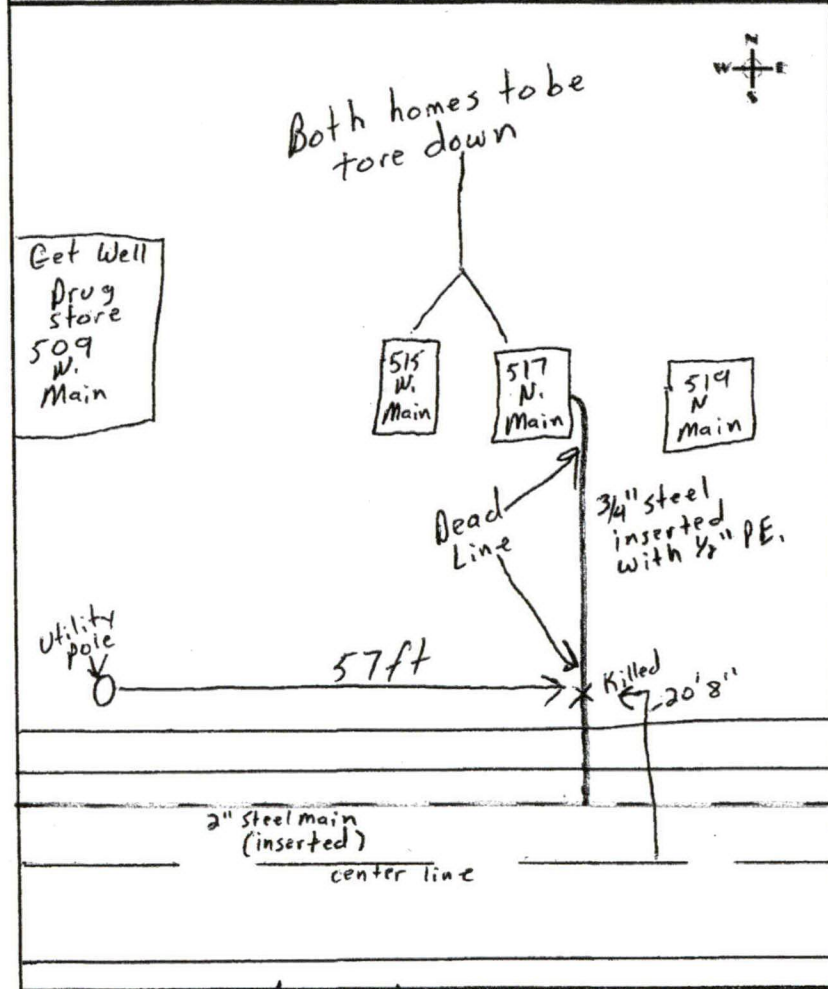 N
W E
S
Both homes to be
tore down
Get Well
Drug
store
509
W.
Main
515
W.
Main
517
N.
Main
519
N
Main
Dead
Line
3/4" steel
inserted
with 1/2" PE.
Utility
pole
57ft
Killed
20'8"
2" steel main
(inserted)
center line